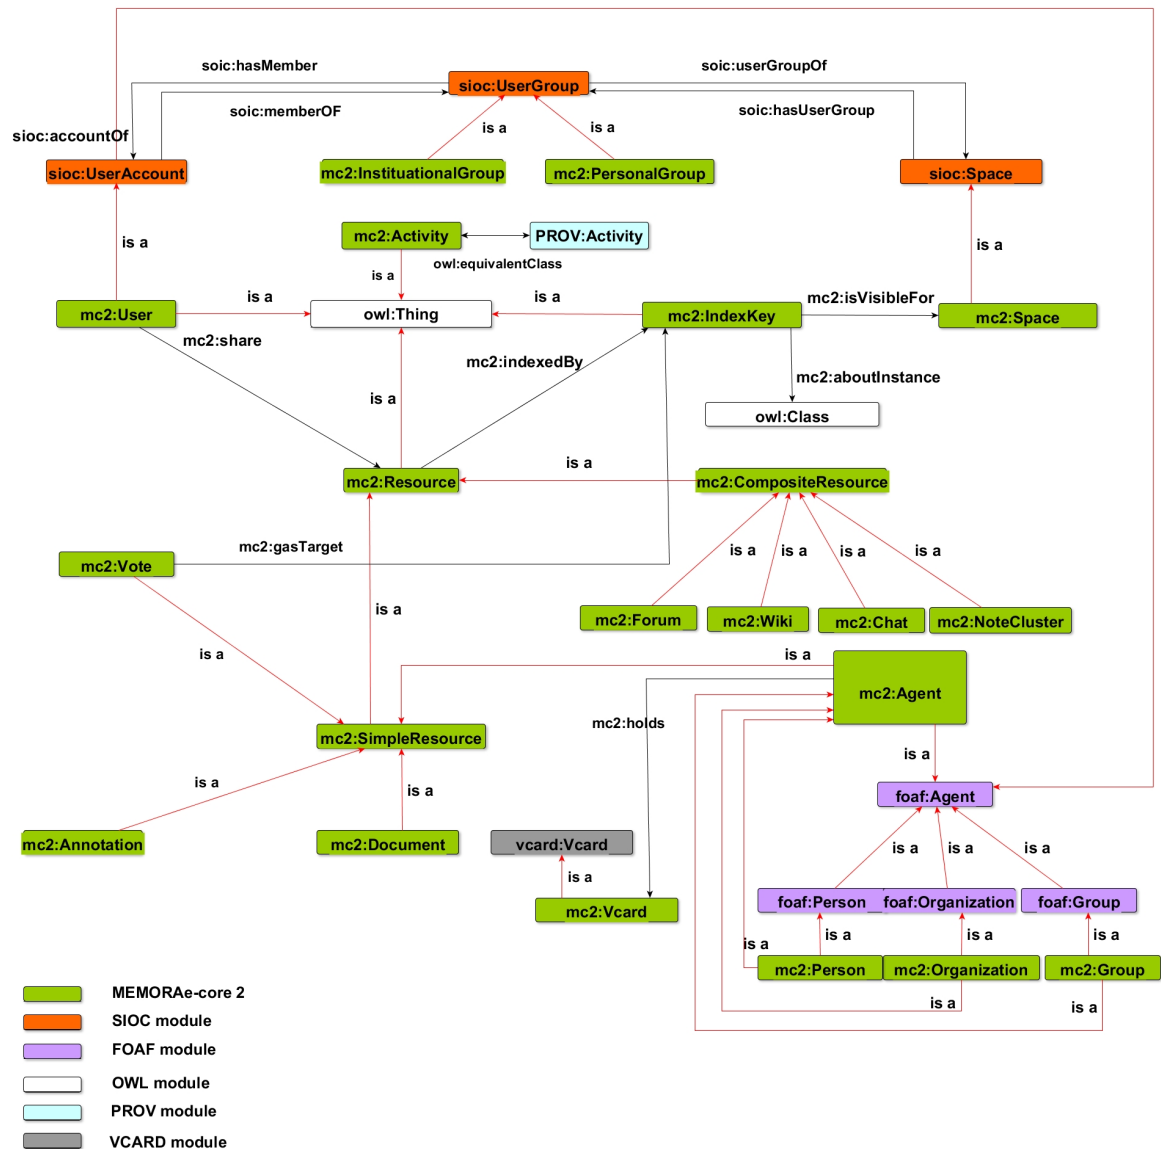 soic:hasMember
sioc:UserGroup
soic:userGroupOf
soic:memberOF
soic:hasUserGroup
sioc:accountOf
is a
is a
sioc:UserAccount
mc2:InstituationalGroup
mc2:PersonalGroup
sioc:Space
is a
mc2:Activity
PROV:Activity
is a
owl:equivalentClass
is a
is a
is a
mc2:isVisibleFor
mc2:User
owl:Thing
mc2:IndexKey
mc2:Space
mc2:share
mc2:indexedBy
mc2:aboutInstance
is a
owl:Class
is a
mc2:Resource
mc2:CompositeResource
mc2:gasTarget
is a
is a
is a
is a
mc2:Vote
is a
mc2:Forum
mc2:Wiki
mc2:Chat
mc2:NoteCluster
is a
is a
mc2:Agent
mc2:holds
mc2:SimpleResource
is a
is a
is a
foaf:Agent
mc2:Annotation
mc2:Document
vcard:Vcard
is a
is a
is a
is a
mc2:Vcard
foaf:Person
foaf:Organization
foaf:Group
is a
is a
is a
is a
mc2:Person
mc2:Organization
mc2:Group
is a
is a
MEMORAe-core 2
SIOC module
FOAF module
OWL module
PROV module
VCARD module